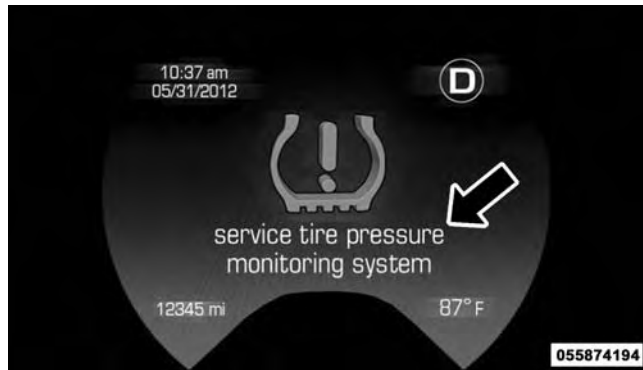 10:37 am
05/31/2012
D
service tire pressure
monitoring system
12345 mi
87° F
055874194